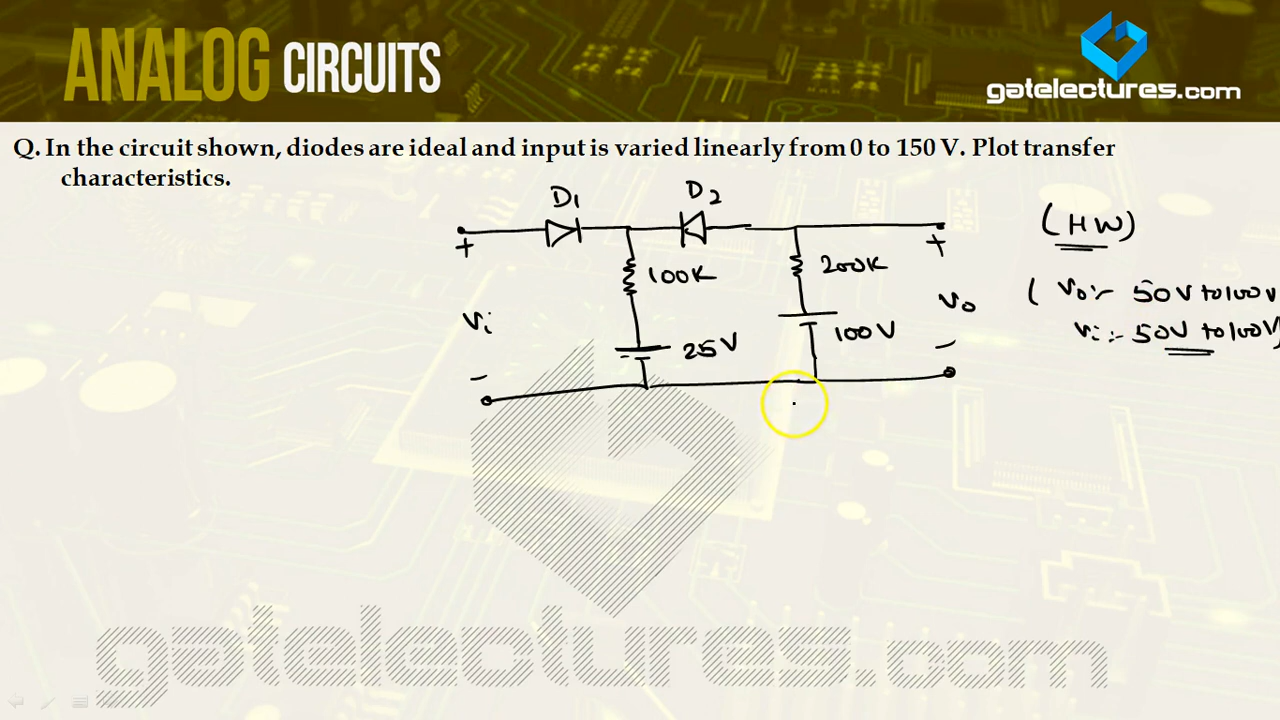 ANALOG CIRCUITS
gatelectures.com
Q. In the circuit shown, diodes are ideal and input is varied linearly from 0 to 150 V. Plot transfer
characteristics.
D1
D2
(HW)
+
+
100K
200K
( Vo :- 50V to 100V
Vi
Vo
Vi :- 50V to 100V)
25V
100V
-
-
gatelectures.com